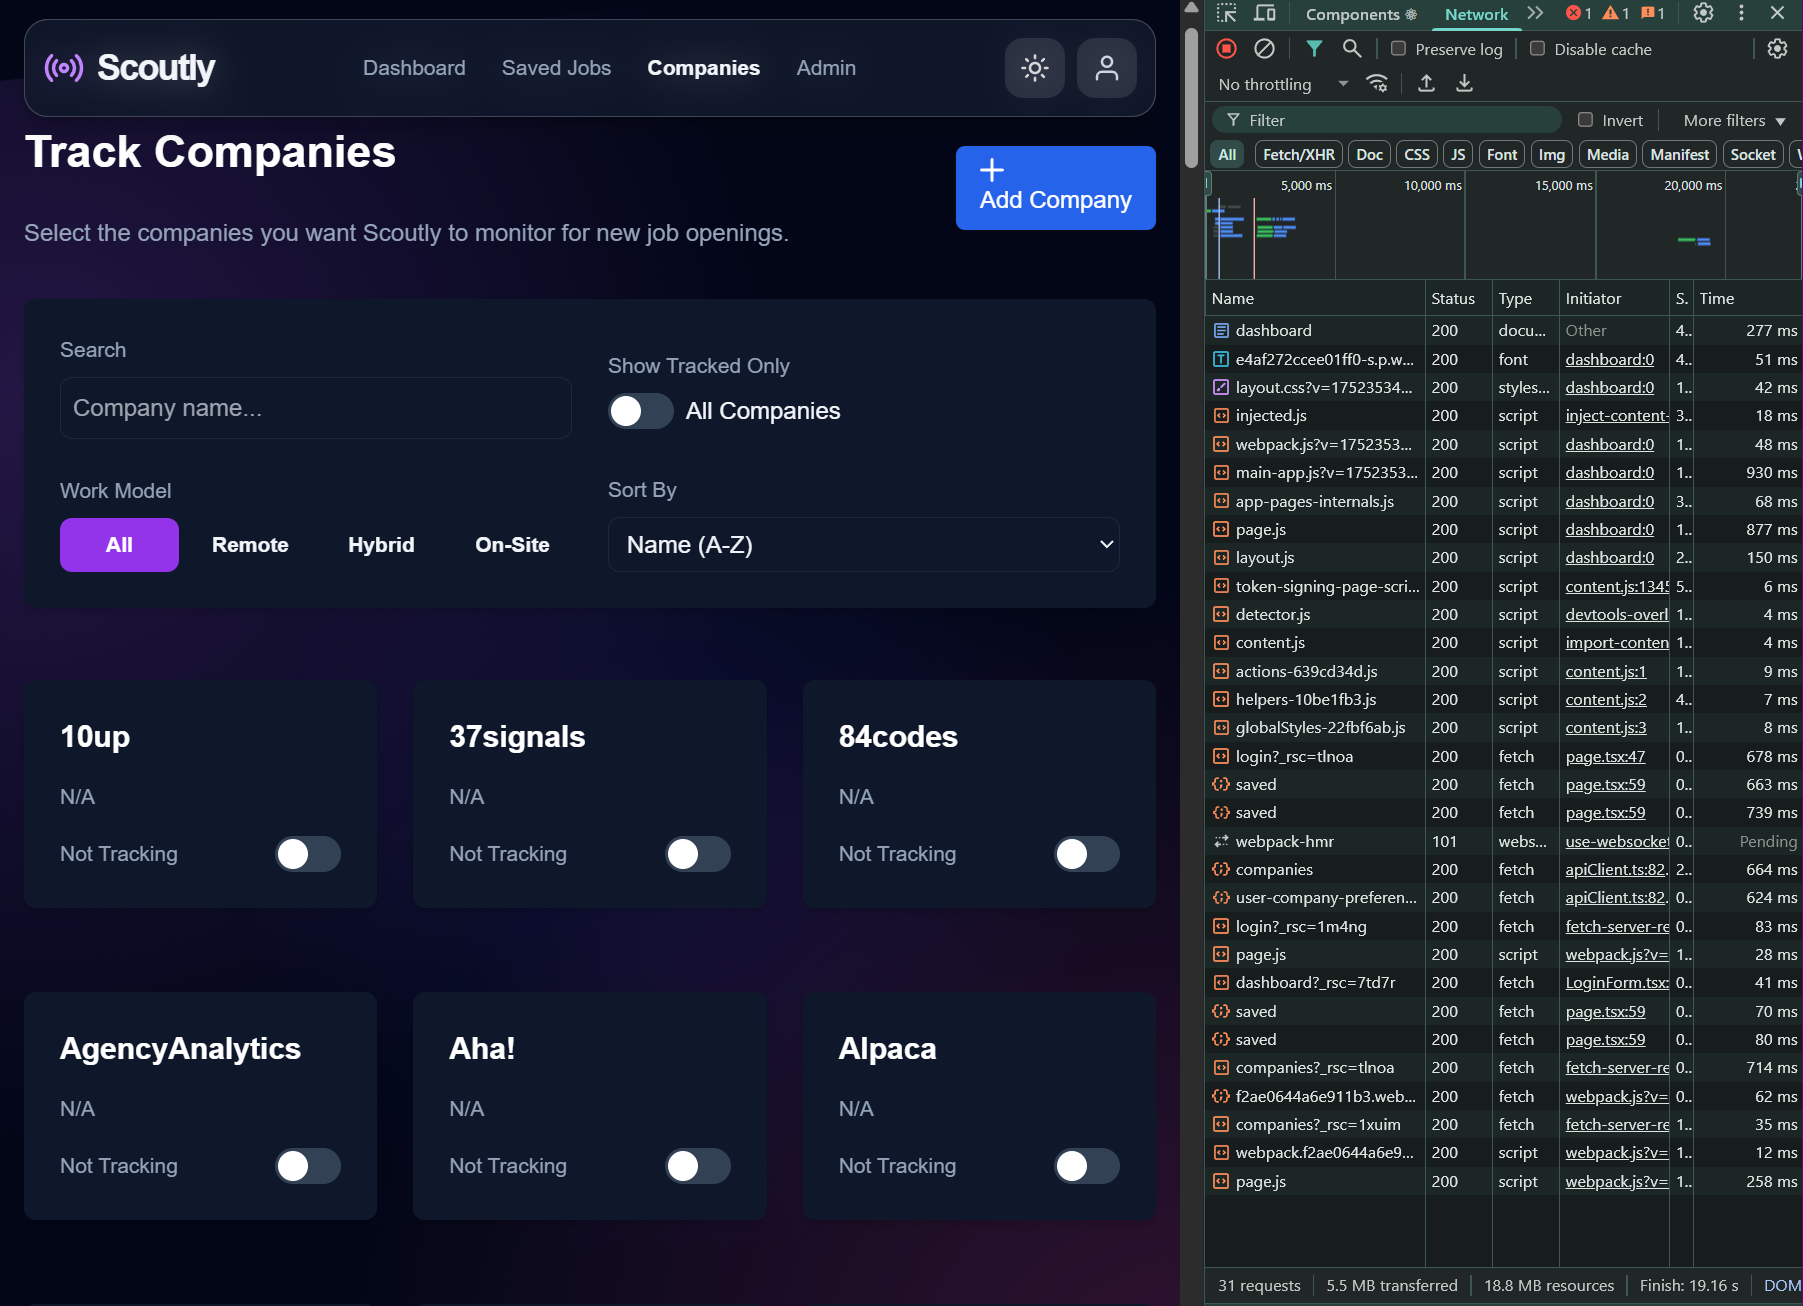 Scoutly
Dashboard
Saved Jobs
Companies
Admin
Track Companies
Select the companies you want Scoutly to monitor for new job openings.
Add Company
Search
Company name...
Show Tracked Only
All Companies
Work Model
All
Remote
Hybrid
On-Site
Sort By
Name (A-Z)
10up
N/A
Not Tracking
37signals
N/A
Not Tracking
84codes
N/A
Not Tracking
AgencyAnalytics
N/A
Not Tracking
Aha!
N/A
Not Tracking
Alpaca
N/A
Not Tracking
Components
Network
1
1
1
Preserve log
Disable cache
No throttling
Filter
Invert
More filters
All
Fetch/XHR
Doc
CSS
JS
Font
Img
Media
Manifest
Socket
5,000 ms
10,000 ms
15,000 ms
20,000 ms
Name Status Type Initiator S. Time
dashboard 200 docu... Other 4.. 277 ms
e4af272ccee01ff0-s.p.w... 200 font dashboard:0 4.. 51 ms
layout.css?v=17523534... 200 styles... dashboard:0 1.. 42 ms
injected.js 200 script inject-content- 3.. 18 ms
webpack.js?v=1752353... 200 script dashboard:0 1.. 48 ms
main-app.js?v=1752353... 200 script dashboard:0 1.. 930 ms
app-pages-internals.js 200 script dashboard:0 3.. 68 ms
page.js 200 script dashboard:0 1.. 877 ms
layout.js 200 script dashboard:0 2.. 150 ms
token-signing-page-scri... 200 script content.js:1345 5.. 6 ms
detector.js 200 script devtools-overl 1.. 4 ms
content.js 200 script import-conten 1.. 4 ms
actions-639cd34d.js 200 script content.js:1 1.. 9 ms
helpers-10be1fb3.js 200 script content.js:2 4.. 7 ms
globalStyles-22fbf6ab.js 200 script content.js:3 1.. 8 ms
login?_rsc=tlnoa 200 fetch page.tsx:47 0.. 678 ms
saved 200 fetch page.tsx:59 0.. 663 ms
saved 200 fetch page.tsx:59 0.. 739 ms
webpack-hmr 101 webs... use-websocket 0.. Pending
companies 200 fetch apiClient.ts:82. 2.. 664 ms
user-company-preferen... 200 fetch apiClient.ts:82. 0.. 624 ms
login?_rsc=1m4ng 200 fetch fetch-server-re 0.. 83 ms
page.js 200 script webpack.js?v= 1.. 28 ms
dashboard?_rsc=7td7r 200 fetch LoginForm.tsx: 0.. 41 ms
saved 200 fetch page.tsx:59 0.. 70 ms
saved 200 fetch page.tsx:59 0.. 80 ms
companies?_rsc=tlnoa 200 fetch fetch-server-re 0.. 714 ms
f2ae0644a6e911b3.web... 200 fetch webpack.js?v= 0.. 62 ms
companies?_rsc=1xuim 200 fetch fetch-server-re 1.. 35 ms
webpack.f2ae0644a6e9... 200 script webpack.js?v= 1.. 12 ms
page.js 200 script webpack.js?v= 1.. 258 ms
31 requests
5.5 MB transferred
18.8 MB resources
Finish: 19.16 s
DOM